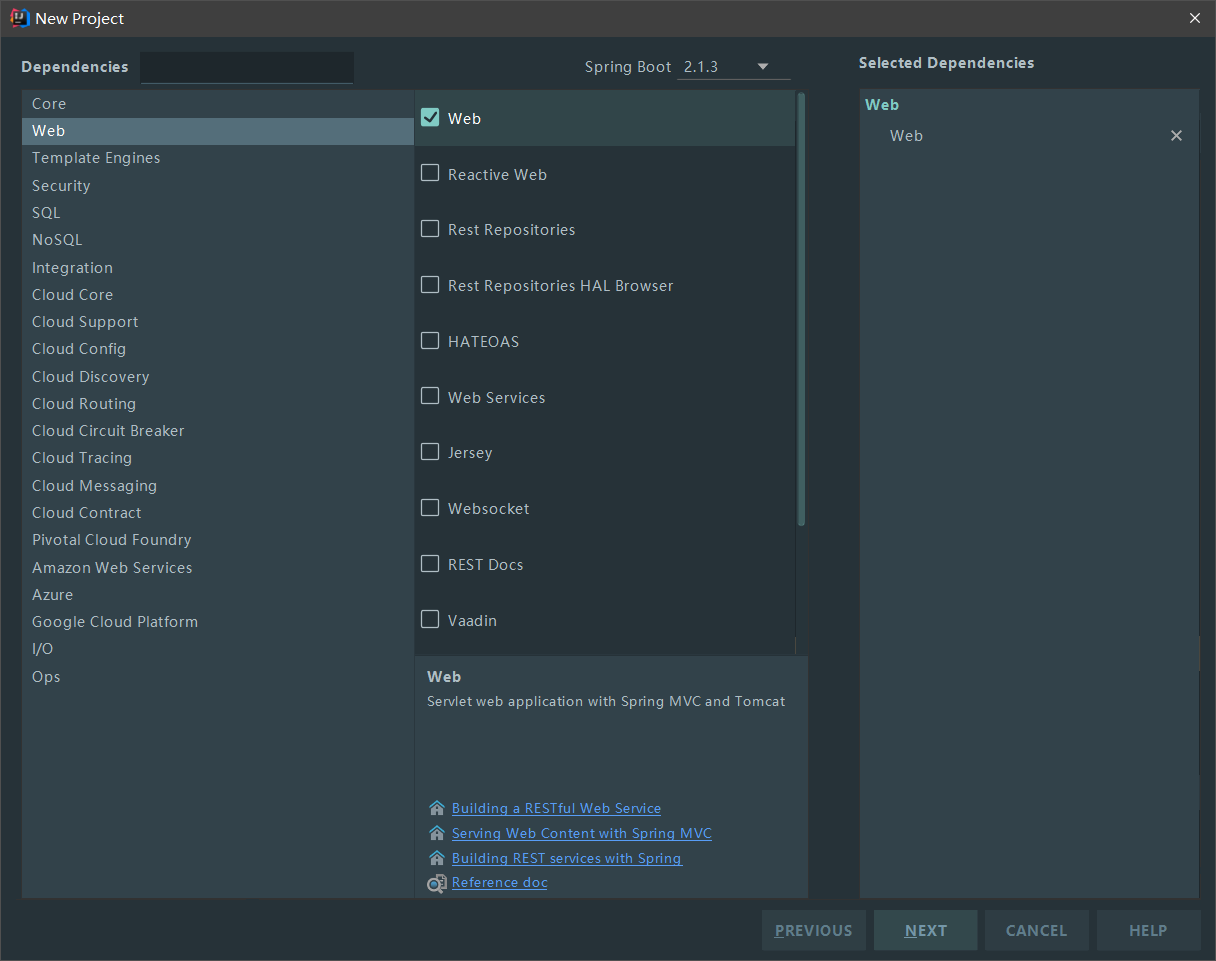 New Project
Dependencies
Spring Boot 2.1.3
Selected Dependencies
Core
Web
Template Engines
Security
SQL
NoSQL
Integration
Cloud Core
Cloud Support
Cloud Config
Cloud Discovery
Cloud Routing
Cloud Circuit Breaker
Cloud Tracing
Cloud Messaging
Cloud Contract
Pivotal Cloud Foundry
Amazon Web Services
Azure
Google Cloud Platform
I/O
Ops
Web
Reactive Web
Rest Repositories
Rest Repositories HAL Browser
HATEOAS
Web Services
Jersey
Websocket
REST Docs
Vaadin
Web
Servlet web application with Spring MVC and Tomcat
Building a RESTful Web Service
Serving Web Content with Spring MVC
Building REST services with Spring
Reference doc
Web
Web
PREVIOUS
NEXT
CANCEL
HELP